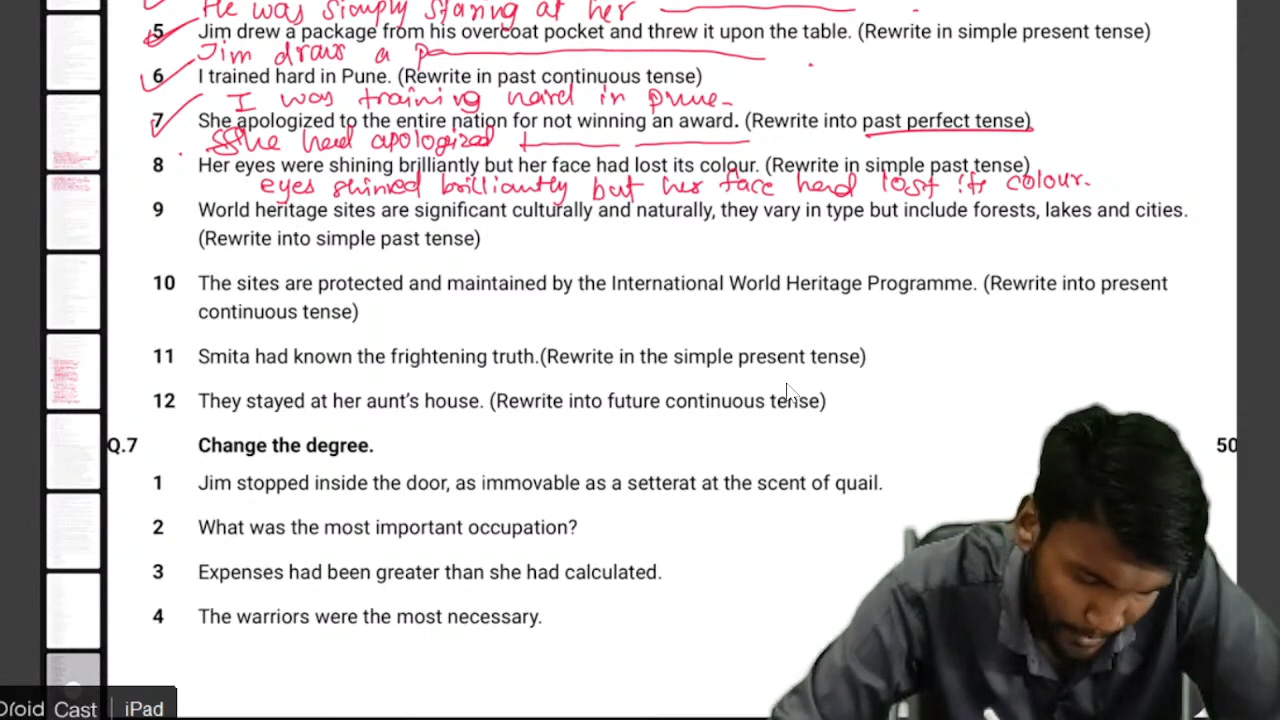 He was simply staring at her
5 Jim drew a package from his overcoat pocket and threw it upon the table. (Rewrite in simple present tense)
Jim draws a p
6 I trained hard in Pune. (Rewrite in past continuous tense)
I was training hard in pune.
7 She apologized to the entire nation for not winning an award. (Rewrite into past perfect tense)
She had apologized t
8 Her eyes were shining brilliantly but her face had lost its colour. (Rewrite in simple past tense)
eyes shined brilliantly but her face had lost its colour.
9 World heritage sites are significant culturally and naturally, they vary in type but include forests, lakes and cities.
(Rewrite into simple past tense)
10 The sites are protected and maintained by the International World Heritage Programme. (Rewrite into present
continuous tense)
11 Smita had known the frightening truth.(Rewrite in the simple present tense)
12 They stayed at her aunt's house. (Rewrite into future continuous tense)
Q.7 Change the degree. 50
1 Jim stopped inside the door, as immovable as a setterat at the scent of quail.
2 What was the most important occupation?
3 Expenses had been greater than she had calculated.
4 The warriors were the most necessary.
Droid Cast iPad